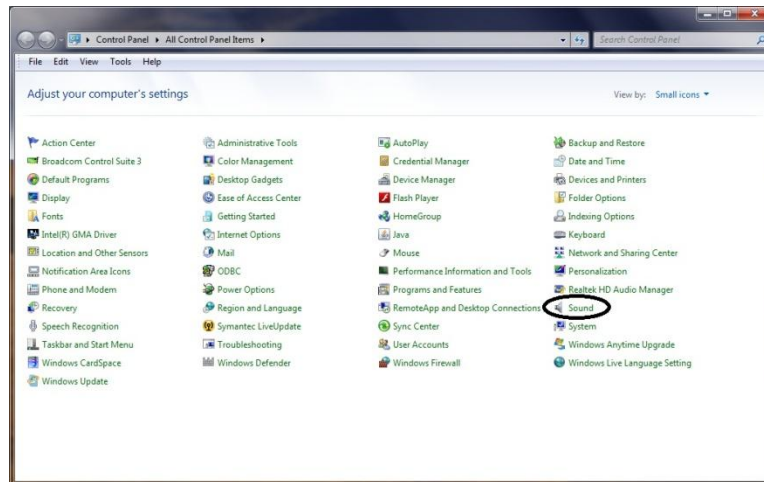 Control Panel ▸ All Control Panel Items ▸ Search Control Panel
File Edit View Tools Help
Adjust your computer's settings View by: Small icons
Action Center Administrative Tools AutoPlay Backup and Restore
Broadcom Control Suite 3 Color Management Credential Manager Date and Time
Default Programs Desktop Gadgets Device Manager Devices and Printers
Display Ease of Access Center Flash Player Folder Options
Fonts Getting Started HomeGroup Indexing Options
Intel(R) GMA Driver Internet Options Java Keyboard
Location and Other Sensors Mail Mouse Network and Sharing Center
Notification Area Icons ODBC Performance Information and Tools Personalization
Phone and Modem Power Options Programs and Features Realtek HD Audio Manager
Recovery Region and Language RemoteApp and Desktop Connections Sound
Speech Recognition Symantec LiveUpdate Sync Center System
Taskbar and Start Menu Troubleshooting User Accounts Windows Anytime Upgrade
Windows CardSpace Windows Defender Windows Firewall Windows Live Language Setting
Windows Update